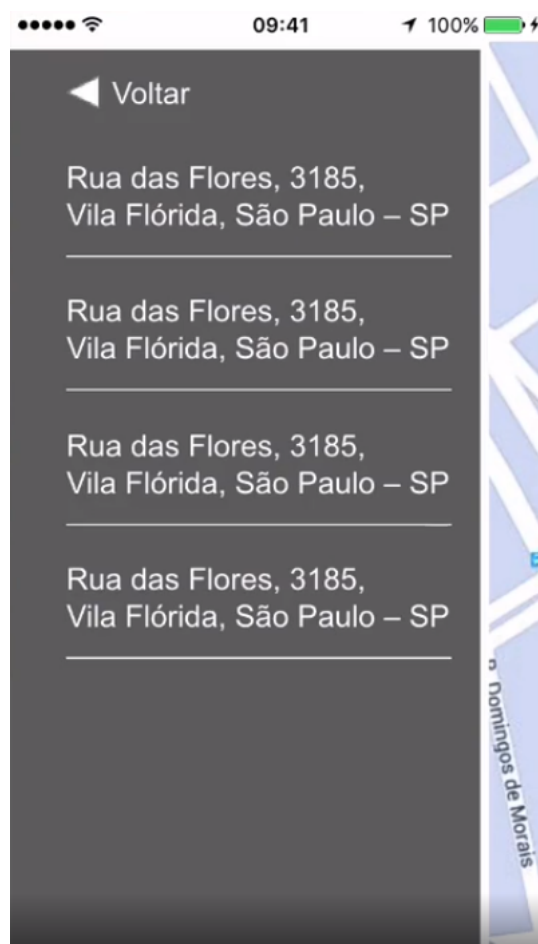 09:41
100%
Voltar
Rua das Flores, 3185,
Vila Flórida, São Paulo – SP
Rua das Flores, 3185,
Vila Flórida, São Paulo – SP
Rua das Flores, 3185,
Vila Flórida, São Paulo – SP
Rua das Flores, 3185,
Vila Flórida, São Paulo – SP
R. Domingos de Morais